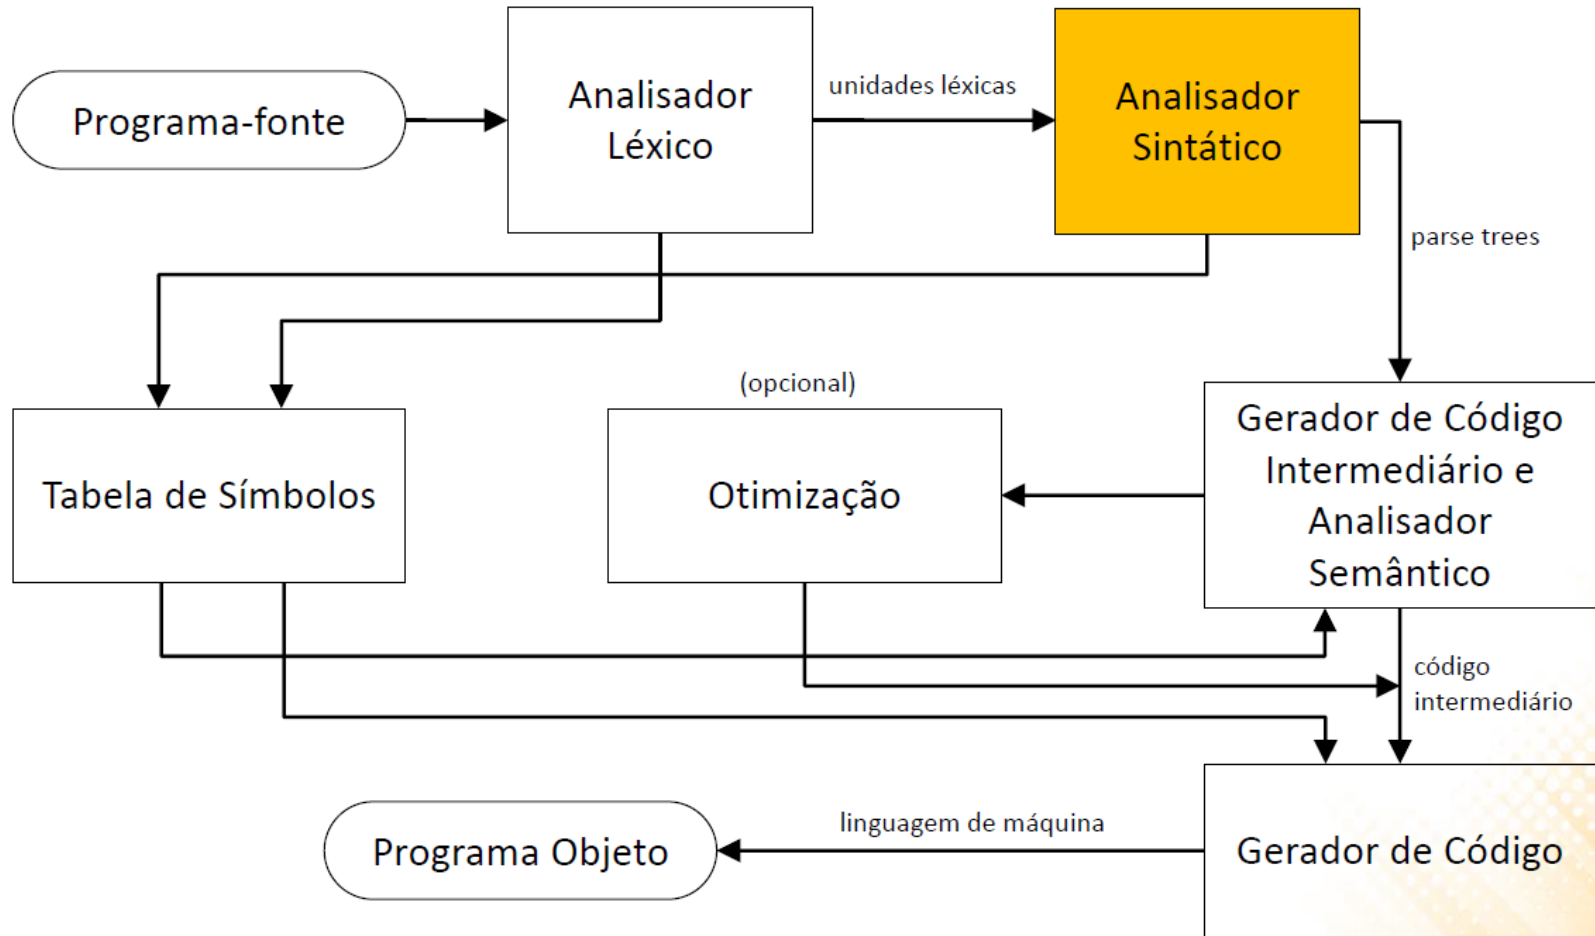 Programa-fonte
Analisador
Léxico
unidades léxicas
Analisador
Sintático
parse trees
Tabela de Símbolos
(opcional)
Otimização
Gerador de Código
Intermediário e
Analisador
Semântico
código
intermediário
Programa Objeto
linguagem de máquina
Gerador de Código